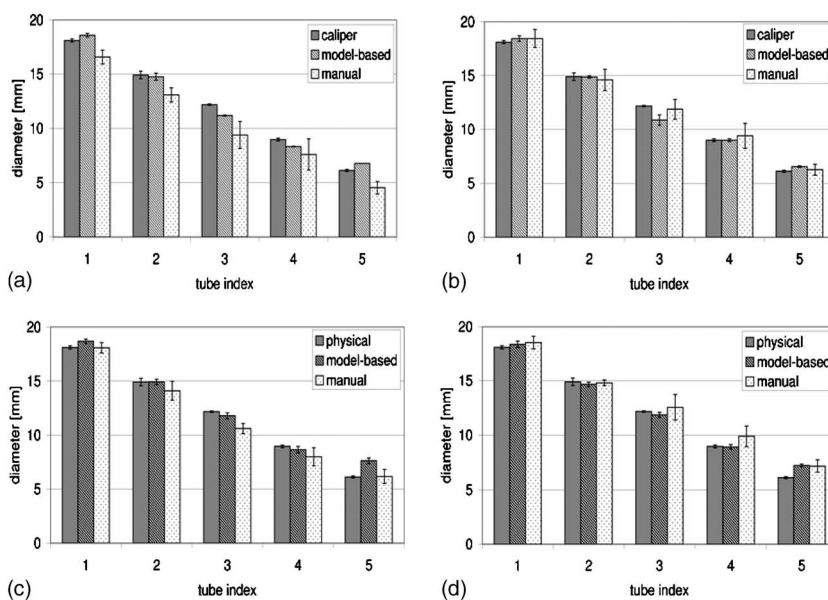 20
15
10
5
0
diameter [mm]
caliper
model-based
manual
1 2 3 4 5
tube index
(a)
20
15
10
5
0
diameter [mm]
caliper
model-based
manual
1 2 3 4 5
tube index
(b)
20
15
10
5
0
diameter [mm]
physical
model-based
manual
1 2 3 4 5
tube index
(c)
20
15
10
5
0
diameter [mm]
physical
model-based
manual
1 2 3 4 5
tube index
(d)